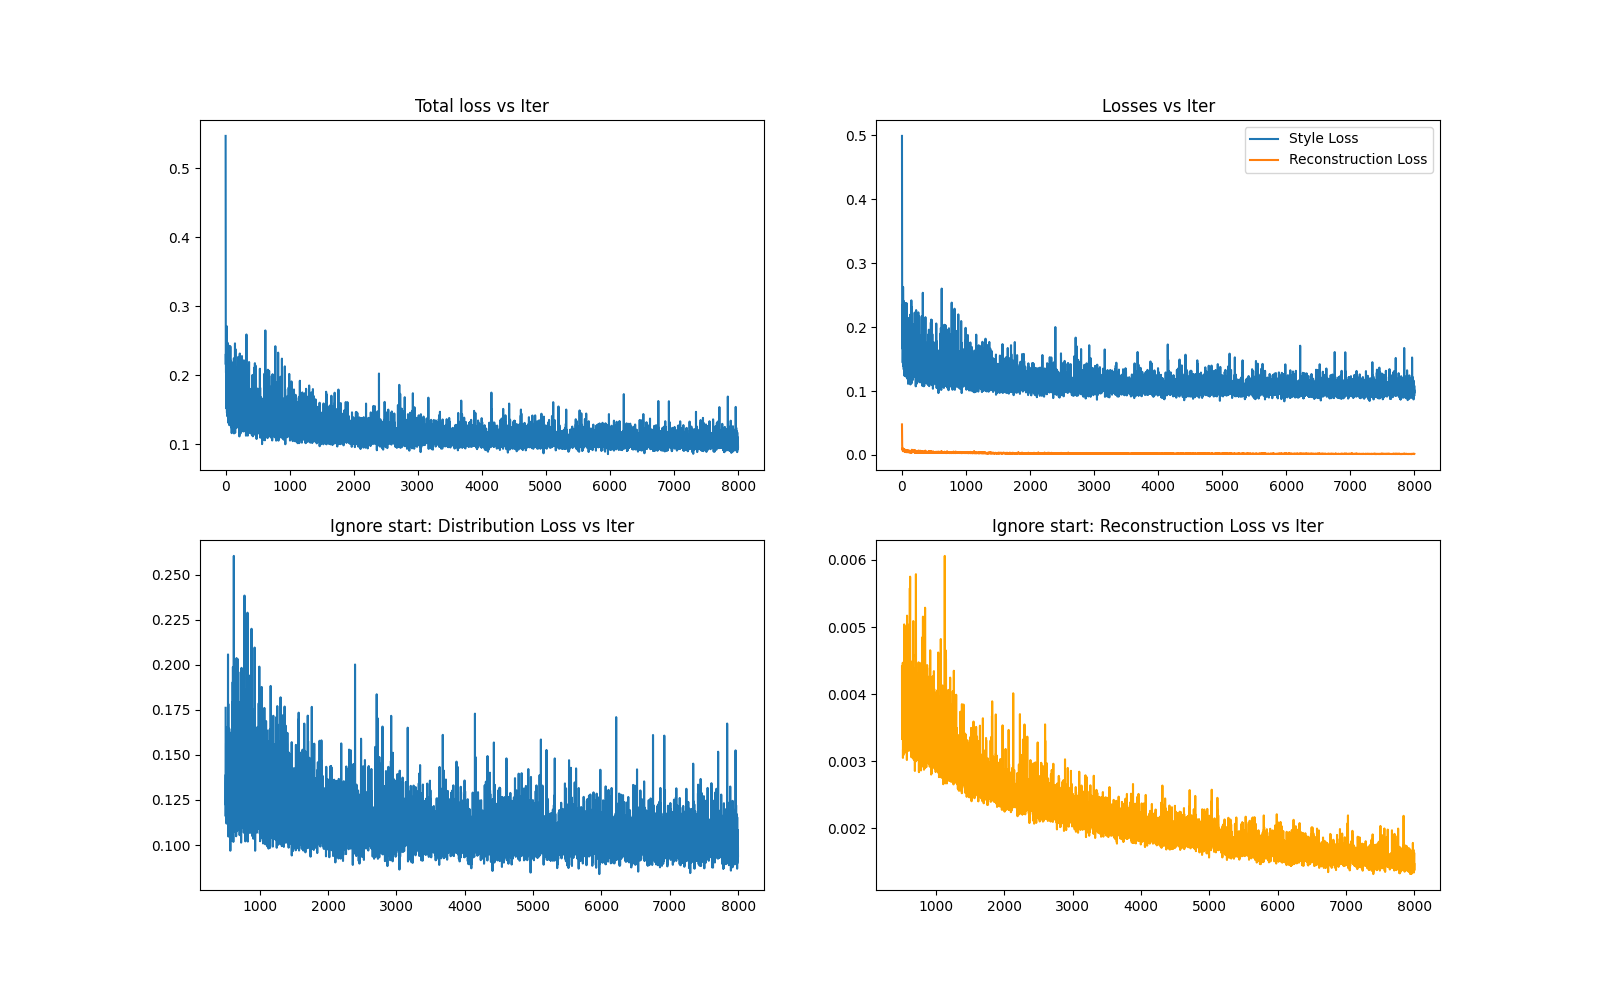 Total loss vs Iter
0.5
0.4
0.3
0.2
0.1
0 1000 2000 3000 4000 5000 6000 7000 8000
Losses vs Iter
Style Loss
Reconstruction Loss
0.5
0.4
0.3
0.2
0.1
0.0
0 1000 2000 3000 4000 5000 6000 7000 8000
Ignore start: Distribution Loss vs Iter
0.250
0.225
0.200
0.175
0.150
0.125
0.100
1000 2000 3000 4000 5000 6000 7000 8000
Ignore start: Reconstruction Loss vs Iter
0.006
0.005
0.004
0.003
0.002
1000 2000 3000 4000 5000 6000 7000 8000